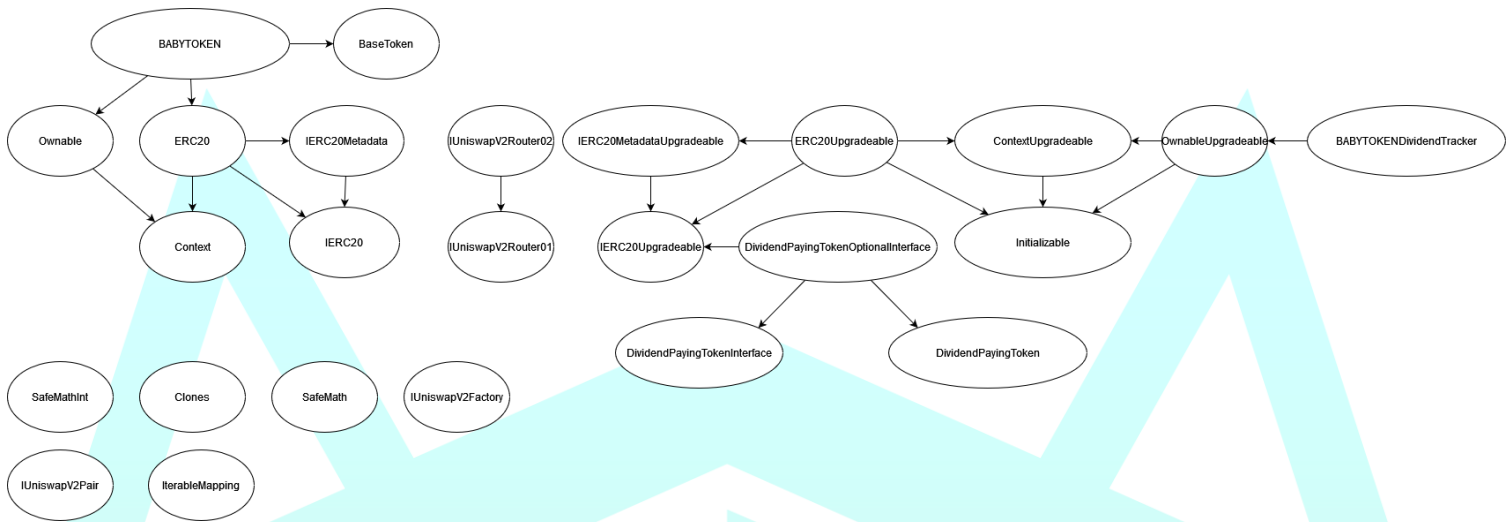 BABYTOKEN
BaseToken
Ownable
ERC20
IERC20Metadata
IUniswapV2Router02
IERC20MetadataUpgradeable
ERC20Upgradeable
ContextUpgradeable
OwnableUpgradeable
BABYTOKENDividendTracker
Context
IERC20
IUniswapV2Router01
IERC20Upgradeable
DividendPayingTokenOptionalInterface
Initializable
DividendPayingTokenInterface
DividendPayingToken
SafeMathInt
Clones
SafeMath
IUniswapV2Factory
IUniswapV2Pair
IterableMapping